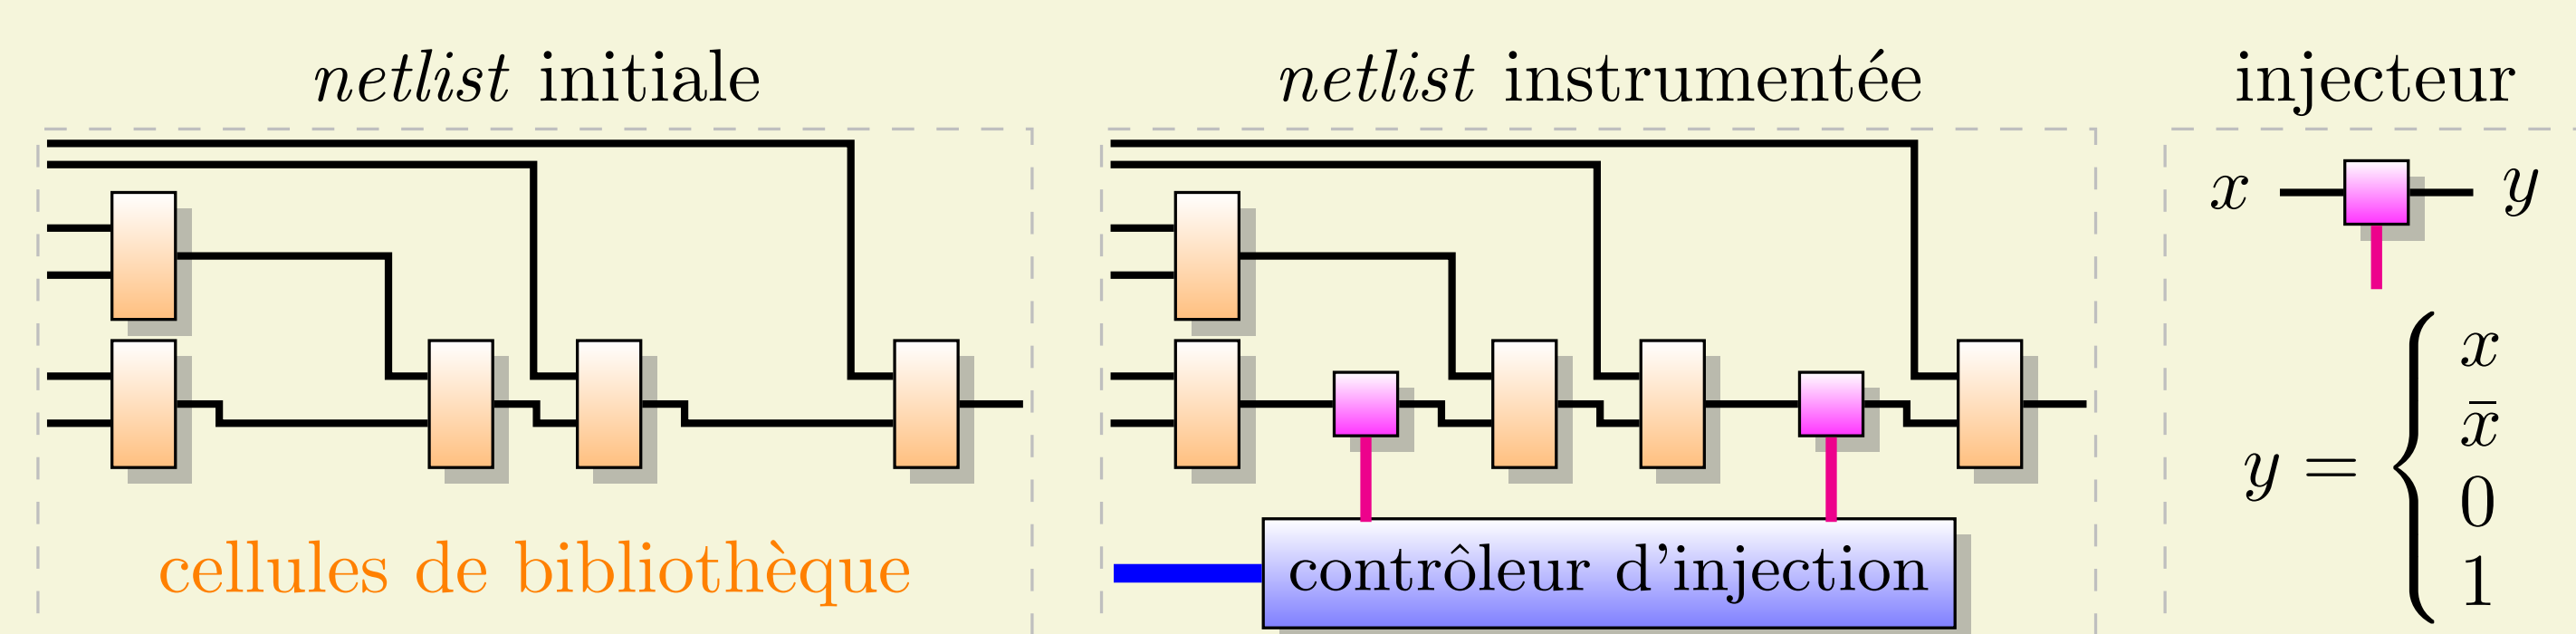 netlist initiale
cellules de bibliothèque
netlist instrumentée
contrôleur d'injection
injecteur
x y
y = { x
x̅
0
1